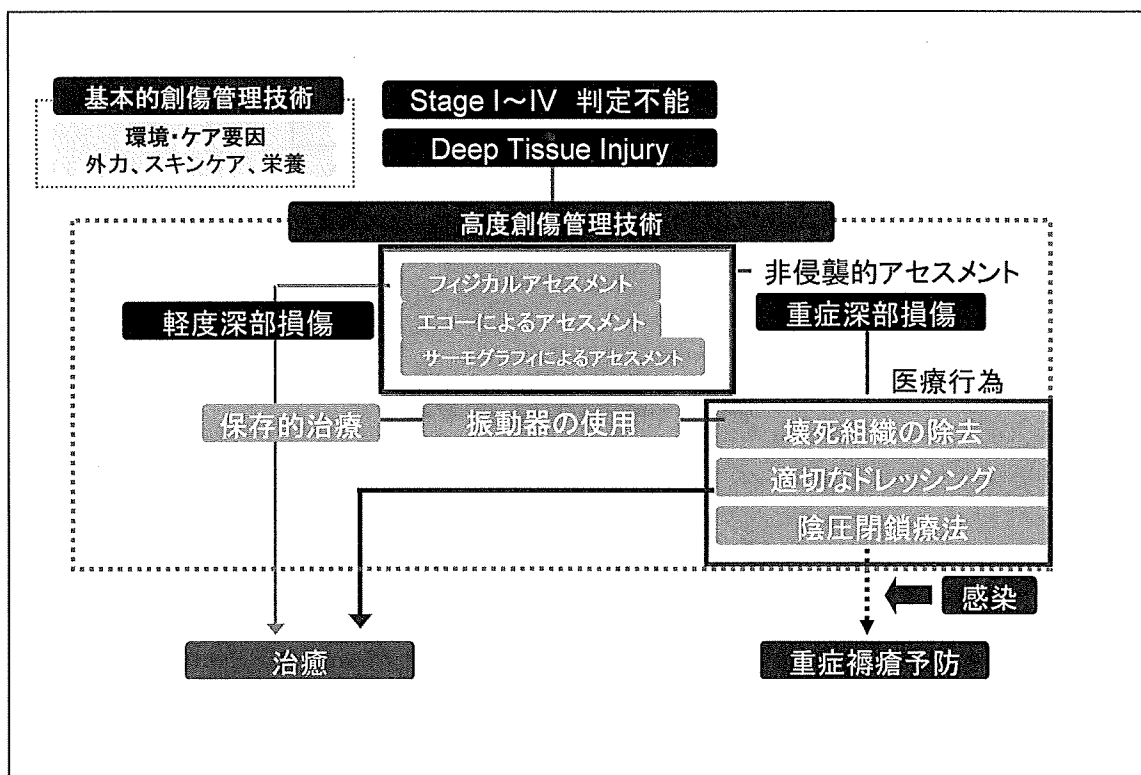 基本的創傷管理技術
環境・ケア要因
外力、スキンケア、栄養
Stage I～IV 判定不能
Deep Tissue Injury
高度創傷管理技術
フィジカルアセスメント
エコーによるアセスメント
サーモグラフィによるアセスメント
非侵襲的アセスメント
軽度深部損傷
重症深部損傷
医療行為
保存的治療
振動器の使用
壊死組織の除去
適切なドレッシング
陰圧閉鎖療法
感染
治癒
重症褥瘡予防